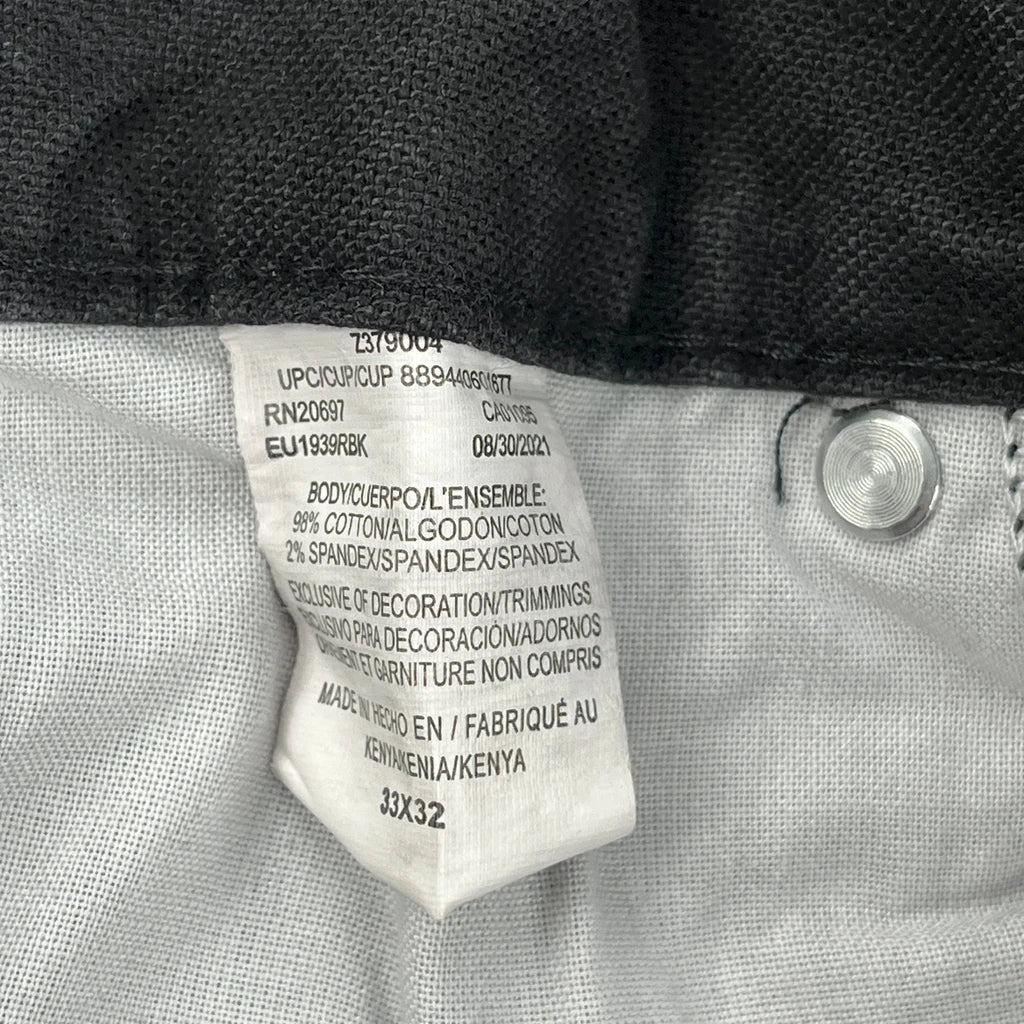 Z379004
UPC/CUP/CUP 889440601677
RN20697 CA01095
EU1939RBK 08/30/2021
BODY/CUERPO/L'ENSEMBLE:
98% COTTON/ALGODON/COTON
2% SPANDEX/SPANDEX/SPANDEX
EXCLUSIVE OF DECORATION/TRIMMINGS
EXCLUSIVO PARA DECORACIÓN/ADORNOS
ET GARNITURE NON COMPRIS
MADE IN HECHO EN / FABRIQUÉ AU
KENYA/KENIA/KENYA
33X32